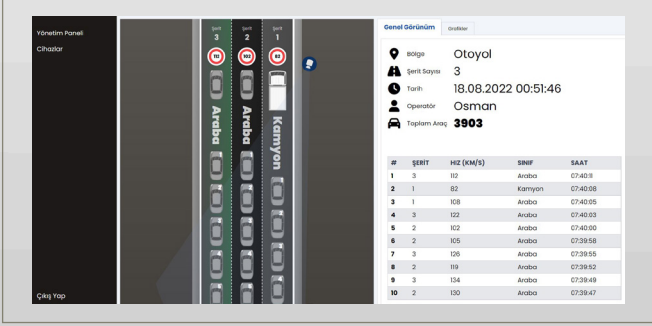 Yönetim Paneli
Cihazlar
Çıkış Yap
Şerit Şerit Şerit
3 2 1
112 102 82
Araba Araba Kamyon
Genel Görünüm Grafikler
Bölge Otoyol
Şerit Sayısı 3
Tarih 18.08.2022 00:51:46
Operatör Osman
Toplam Araç 3903
# ŞERİT HIZ (KM/S) SINIF SAAT
1 3 112 Araba 07:40:11
2 1 82 Kamyon 07:40:08
3 1 108 Araba 07:40:05
4 3 122 Araba 07:40:03
5 2 102 Araba 07:40:00
6 2 105 Araba 07:39:58
7 3 126 Araba 07:39:55
8 2 119 Araba 07:39:52
9 3 134 Araba 07:39:49
10 2 130 Araba 07:39:47